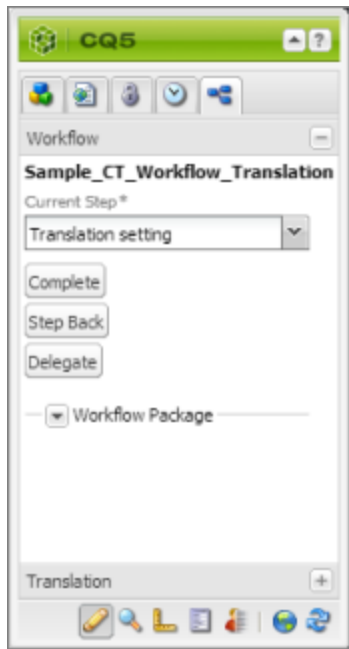 CQ5
?
Workflow
Sample_CT_Workflow_Translation
Current Step*
Translation setting
Complete
Step Back
Delegate
Workflow Package
Translation